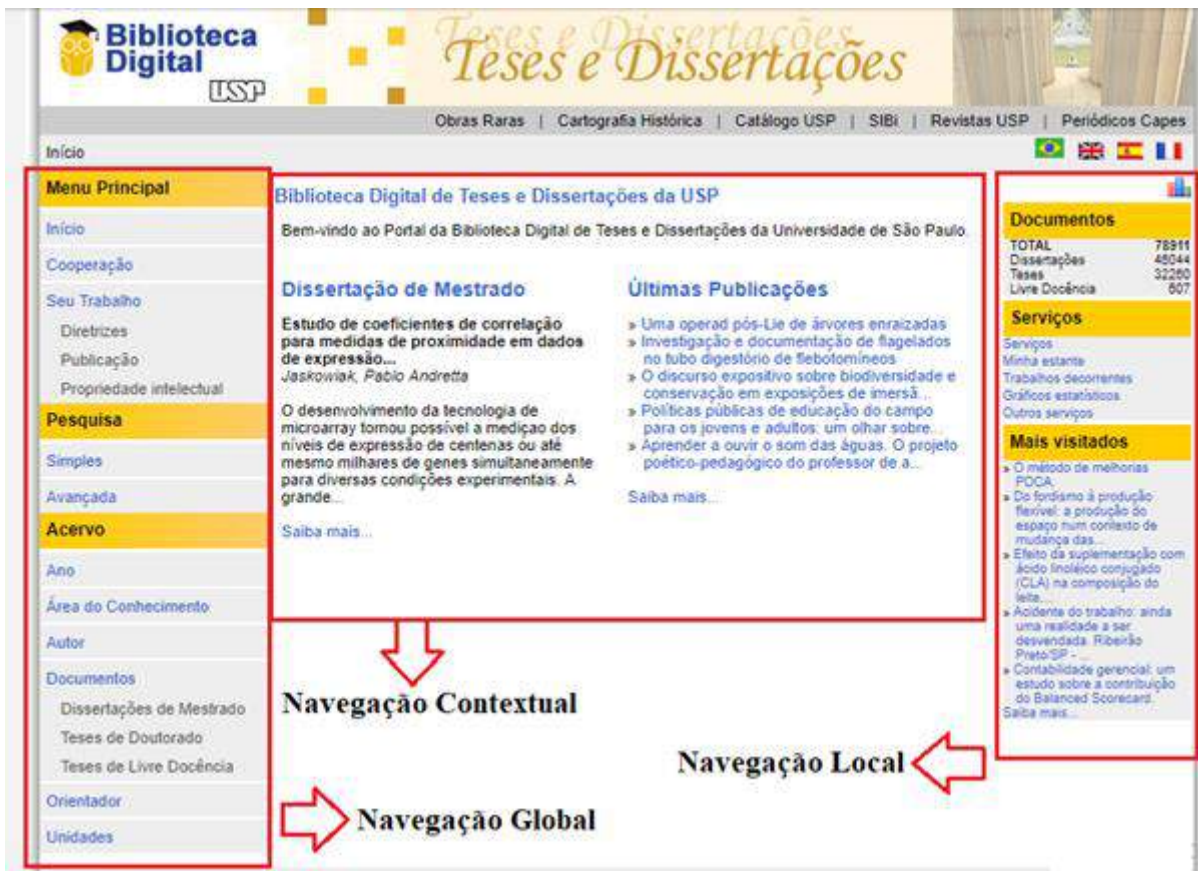 Biblioteca
Digital
USP
Teses e Dissertações
Teses e Dissertações
Obras Raras | Cartografia Histórica | Catálogo USP | SIBi | Revistas USP | Periódicos Capes
Início
Menu Principal
Início
Cooperação
Seu Trabalho
Diretrizes
Publicação
Propriedade intelectual
Pesquisa
Simples
Avançada
Acervo
Ano
Área do Conhecimento
Autor
Documentos
Dissertações de Mestrado
Teses de Doutorado
Teses de Livre Docência
Orientador
Unidades
Biblioteca Digital de Teses e Dissertações da USP
Bem-vindo ao Portal da Biblioteca Digital de Teses e Dissertações da Universidade de São Paulo.
Dissertação de Mestrado
Estudo de coeficientes de correlação
para medidas de proximidade em dados
de expressão...
Jaskowiak, Pablo Andretta
O desenvolvimento da tecnologia de
microarray tornou possível a medição dos
níveis de expressão de centenas ou até
mesmo milhares de genes simultaneamente
para diversas condições experimentais. A
grande...
Saiba mais...
Últimas Publicações
» Uma operad pós-Lie de árvores enraizadas
» Investigação e documentação de flagelados
no tubo digestório de flebotomíneos
» O discurso expositivo sobre biodiversidade e
conservação em exposições de imersã...
» Políticas públicas de educação do campo
para os jovens e adultos: um olhar sobre...
» Aprender a ouvir o som das águas. O projeto
poético-pedagógico do professor de a...
Saiba mais...
Documentos
TOTAL 78911
Dissertações 46044
Teses 32260
Livre Docência 607
Serviços
Serviços
Minha estante
Trabalhos decorrentes
Gráficos estatísticos
Outros serviços
Mais visitados
» O método de melhorias
PDCA.
» Do fordismo à produção
flexível: a produção do
espaço num contexto de
mudança das...
» Efeito da suplementação com
ácido linoléico conjugado
(CLA) na composição do
leite...
» Acidente do trabalho: ainda
uma realidade a ser
desvendada. Ribeirão
Preto/SP - ...
» Contabilidade gerencial: um
estudo sobre a contribuição
do Balanced Scorecard.
Saiba mais...
Navegação Contextual
Navegação Local
Navegação Global